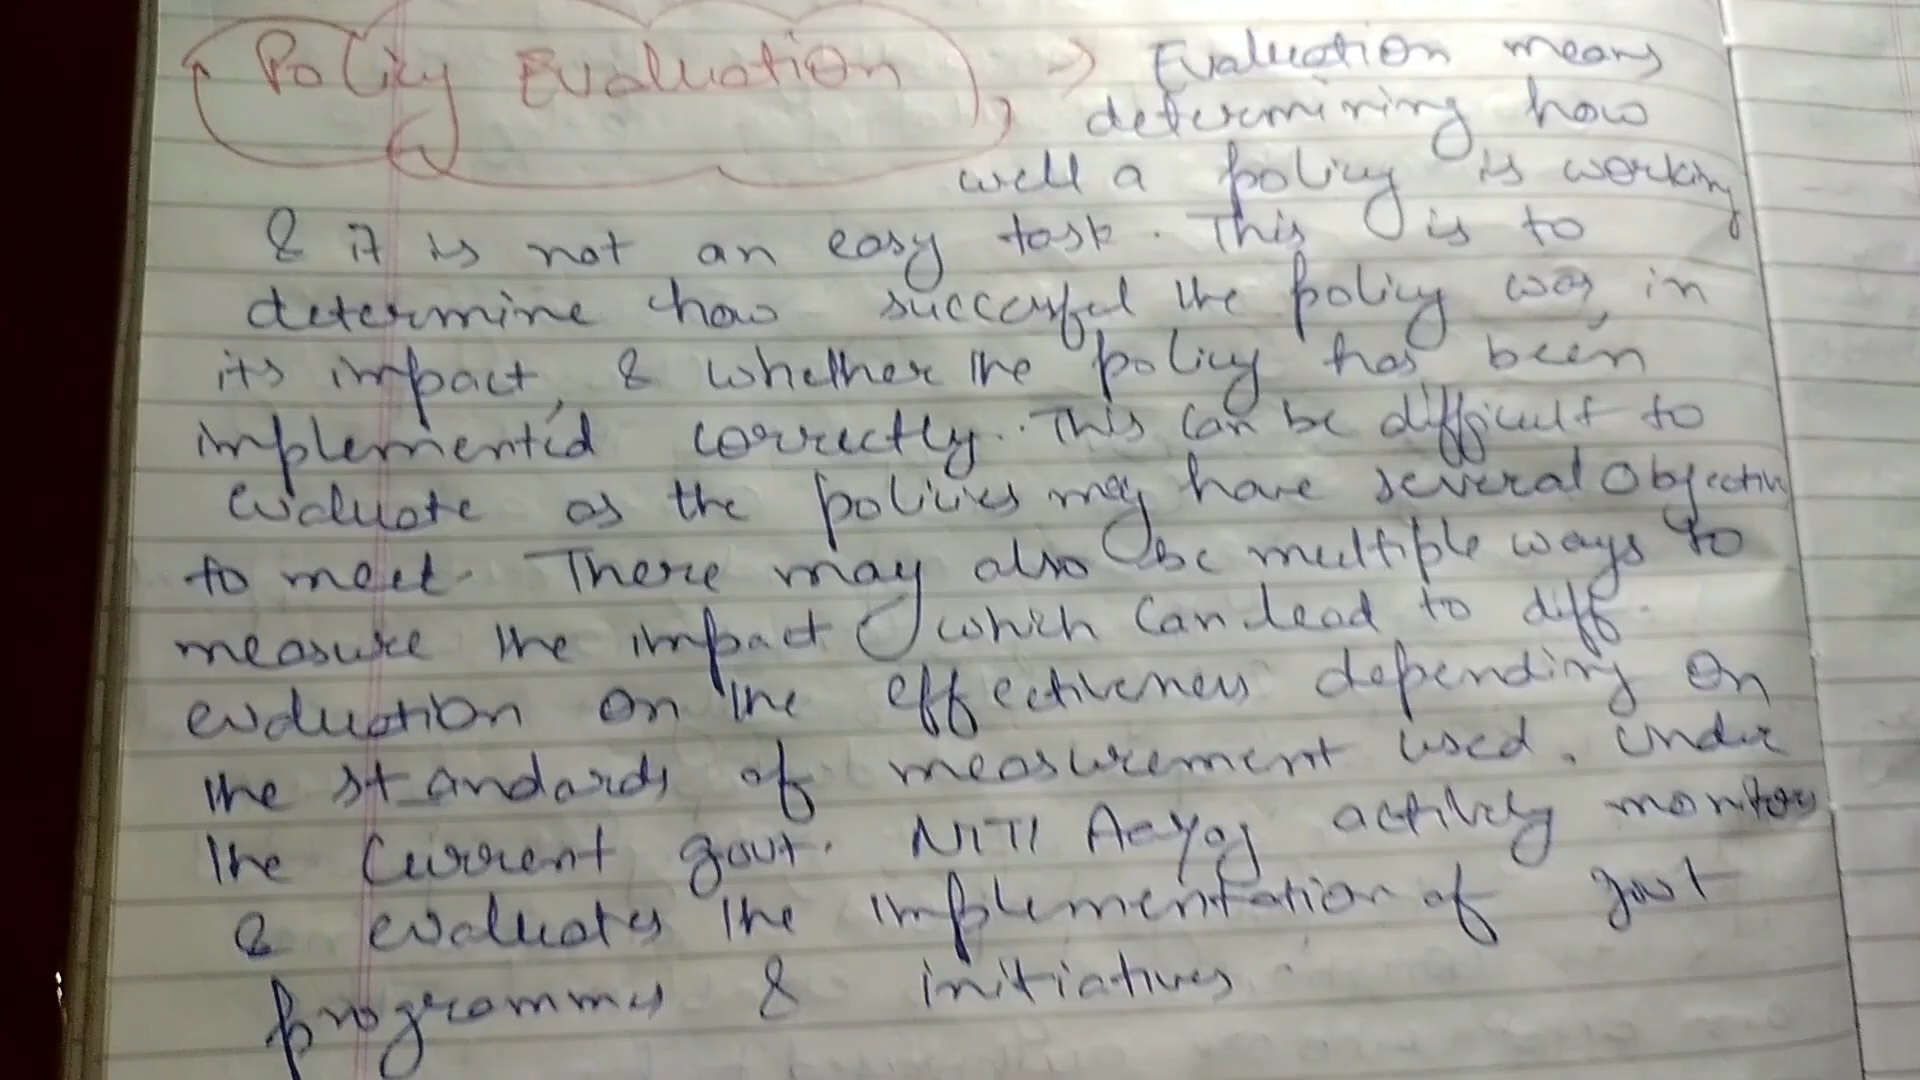 Policy Evaluation → Evaluation means
determining how
well a policy is working
& it is not an easy task. This is to
determine how successful the policy was, in
its impact, & whether the policy has been
implemented correctly. This can be difficult to
evaluate as the policies may have several objectiv
to meet. There may also be multiple ways to
measure the impact which can lead to diff.
evaluation on the effectiveness depending on
the standards of measurement used. Under
the Current govt. NITI Aayog actively monitors
& evaluates the implementation of govt
programmes & initiatives.